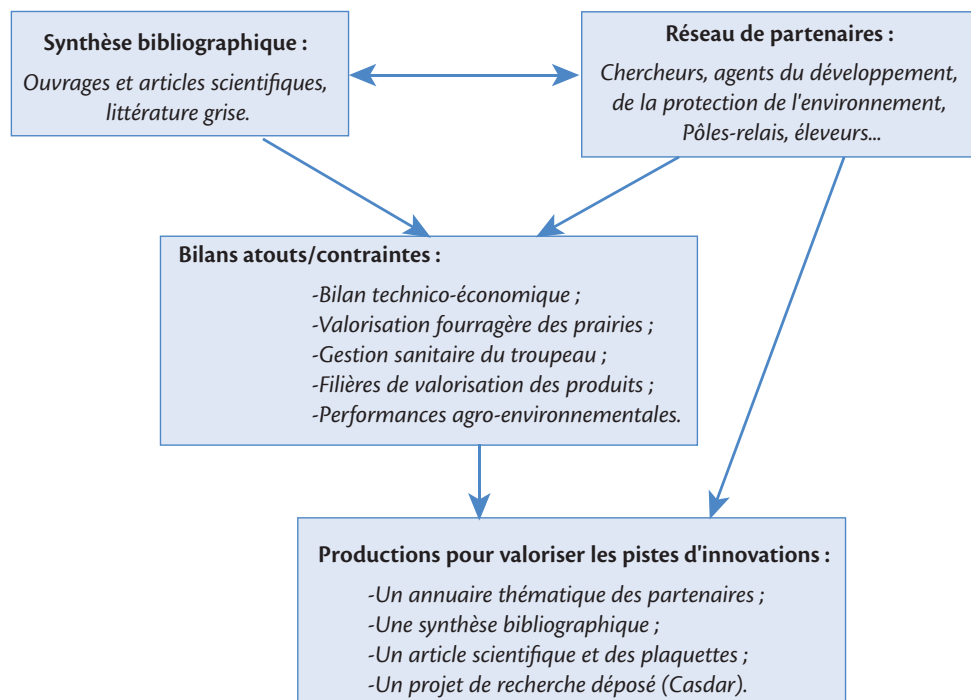 Synthèse bibliographique :
Ouvrages et articles scientifiques,
littérature grise.
Réseau de partenaires :
Chercheurs, agents du développement,
de la protection de l'environnement,
Pôles-relais, éleveurs...
Bilans atouts/contraintes :
-Bilan technico-économique ;
-Valorisation fourragère des prairies ;
-Gestion sanitaire du troupeau ;
-Filières de valorisation des produits ;
-Performances agro-environnementales.
Productions pour valoriser les pistes d'innovations :
-Un annuaire thématique des partenaires ;
-Une synthèse bibliographique ;
-Un article scientifique et des plaquettes ;
-Un projet de recherche déposé (Casdar).